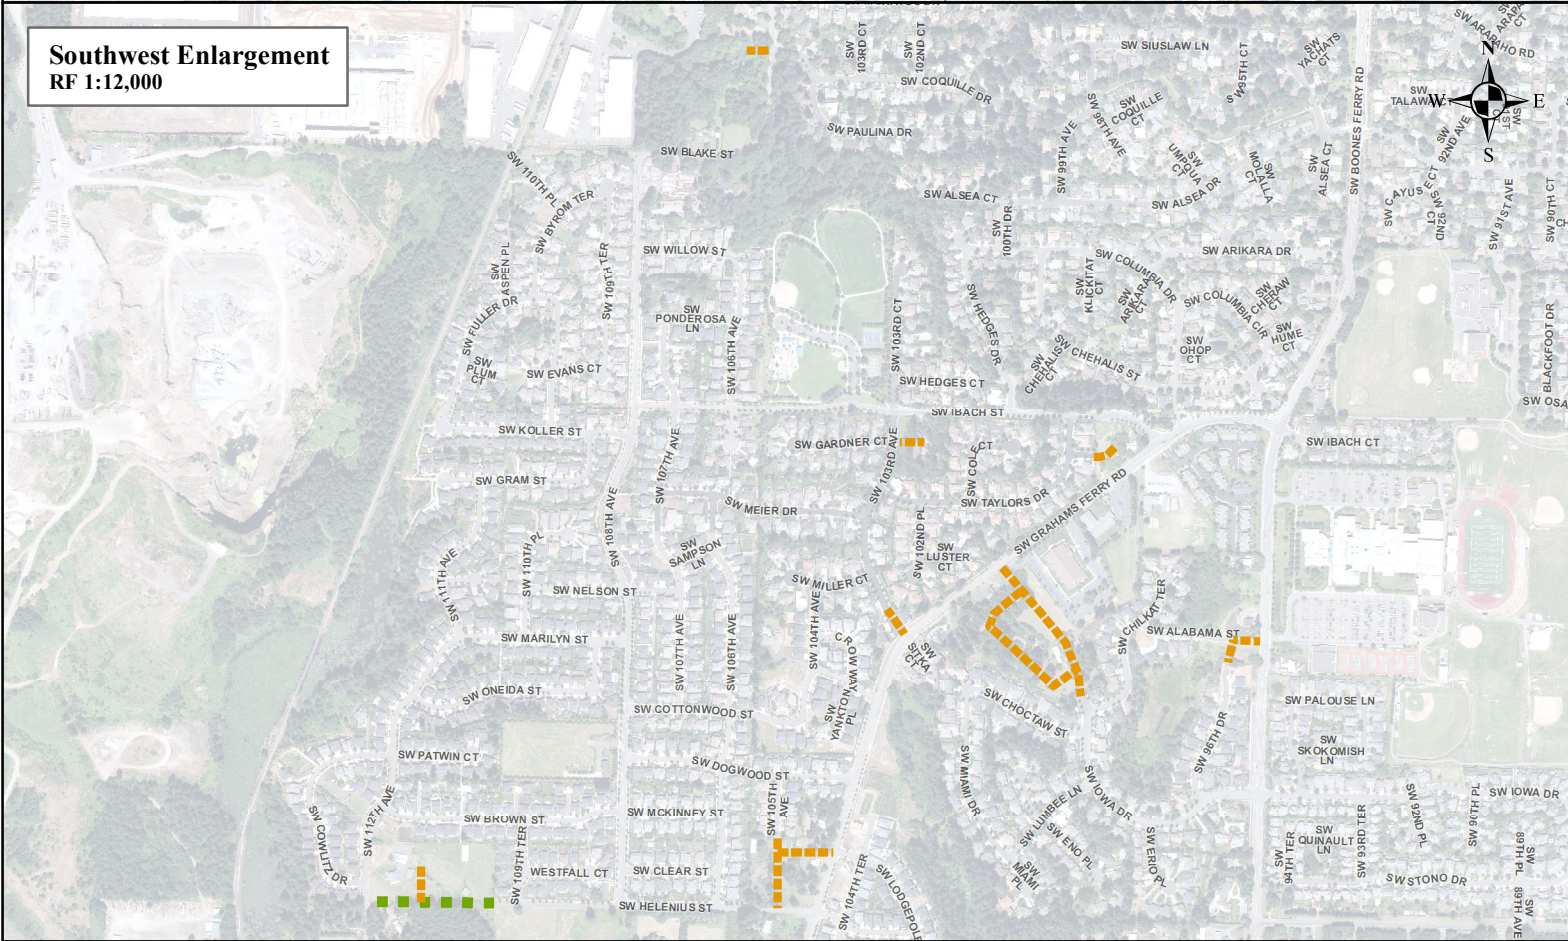 Southwest Enlargement
RF 1:12,000
N
W
E
S
SW
103RD CT
SW
102ND CT
SW SIUSLAW LN
SW
YACHATS
CT
SW ARAPAHO RD
SW COQUILLE DR
SW 95TH CT
SW BOONES FERRY RD
SW
COQUILLE
CT
SW 98TH AVE
SW PAULINA DR
SW 99TH AVE
SW
92ND AVE
SW BLAKE ST
SW 110TH PL
SW BYROM TER
SW
UMPQUA
CT
SW
MOLALLA
CT
SW
ALSEA CT
SW ALSEA CT
SW ALSEA DR
SW CAYUSE CT
SW
92ND
CT
SW 91ST AVE
SW 90TH CT
SW
100TH DR
SW WILLOW ST
SW 109TH TER
SW
ASPEN PL
SW ARIKARA DR
SW COLUMBIA DR
SW
KLICKITAT
CT
SW
ARIKARA
CT
SW COLUMBIA CIR
SW
CHERAW
CT
SW FULLER DR
SW
PONDEROSA
LN
SW 106TH AVE
SW 103RD CT
SW HEDGES DR
SW
HUME
CT
SW
OHOP
CT
SW CHEHALIS ST
SW
CHEHALIS
CT
SW
PLUM
CT
SW EVANS CT
SW HEDGES CT
BLACKFOOT DR
SW OSA
SW IBACH ST
SW KOLLER ST
SW GARDNER CT
SW COLE CT
SW IBACH CT
SW 107TH AVE
SW 103RD AVE
SW GRAM ST
SW MEIER DR
SW TAYLORS DR
SW GRAHAMS FERRY RD
SW 108TH AVE
SW 102ND PL
SW 110TH PL
SW
SAMPSON
LN
SW
LUSTER
CT
SW 111TH AVE
SW NELSON ST
SW MILLER CT
SW 104TH AVE
SW CHILKAT TER
SW MARILYN ST
SW 107TH AVE
SW 106TH AVE
CROW WAY
SW
SITKA
CT
SW ALABAMA ST
SW ONEIDA ST
SW COTTONWOOD ST
SW
YANKTON
PL
SW CHOCTAW ST
SW PALOUSE LN
SW 96TH DR
SW
SKOKOMISH
LN
SW PATWIN CT
SW DOGWOOD ST
SW MIAMI DR
SW IOWA DR
SW LUMBEE LN
SW IOWA DR
SW COWLITZ DR
SW 112TH AVE
SW BROWN ST
SW MCKINNEY ST
SW 105TH
AVE
SW ENO PL
SW ERIO PL
SW
94TH TER
SW
QUINAULT
LN
SW 93RD TER
SW 92ND PL
SW 90TH PL
SW
89TH PL
SW 109TH TER
WESTFALL CT
SW CLEAR ST
SW
MIAMI
PL
SW STONO DR
SW
89TH AVE
SW HELENIUS ST
SW 104TH TER
SW LODGEPOLE